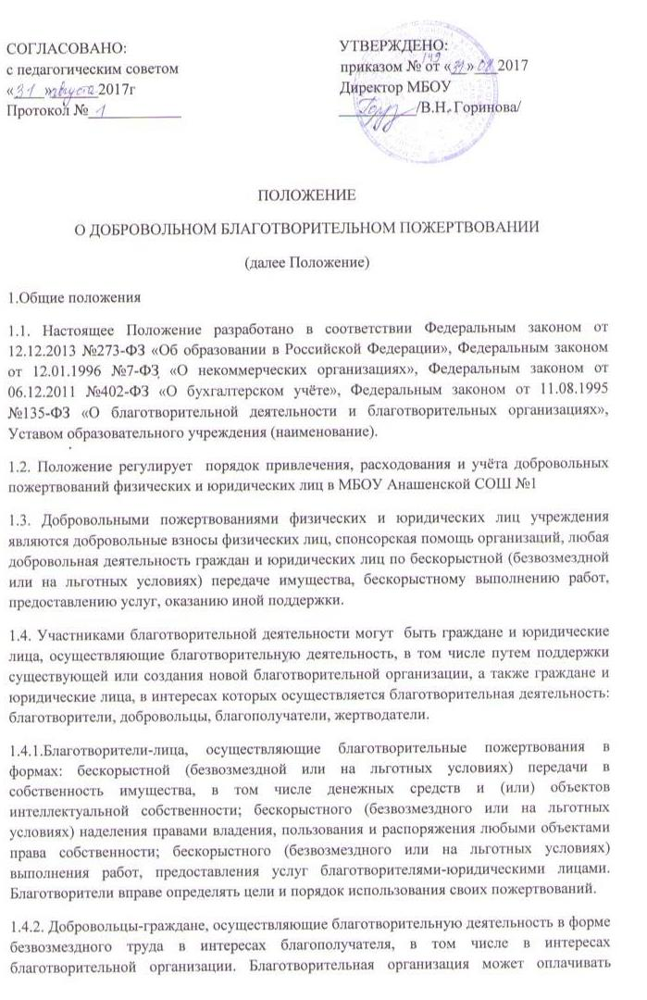 СОГЛАСОВАНО:
с педагогическим советом
«31» августа 2017г
Протокол № 1
УТВЕРЖДЕНО:
приказом № 149 от «31» 08 2017
Директор МБОУ
/В.Н. Горинова/
ПОЛОЖЕНИЕ
О ДОБРОВОЛЬНОМ БЛАГОТВОРИТЕЛЬНОМ ПОЖЕРТВОВАНИИ
(далее Положение)
1.Общие положения
1.1. Настоящее Положение разработано в соответствии Федеральным законом от
12.12.2013 №273-ФЗ «Об образовании в Российской Федерации», Федеральным законом
от 12.01.1996 №7-ФЗ «О некоммерческих организациях», Федеральным законом от
06.12.2011 №402-ФЗ «О бухгалтерском учёте», Федеральным законом от 11.08.1995
№135-ФЗ «О благотворительной деятельности и благотворительных организациях»,
Уставом образовательного учреждения (наименование).
1.2. Положение регулирует порядок привлечения, расходования и учёта добровольных
пожертвований физических и юридических лиц в МБОУ Анашенской СОШ №1
1.3. Добровольными пожертвованиями физических и юридических лиц учреждения
являются добровольные взносы физических лиц, спонсорская помощь организаций, любая
добровольная деятельность граждан и юридических лиц по бескорыстной (безвозмездной
или на льготных условиях) передаче имущества, бескорыстному выполнению работ,
предоставлению услуг, оказанию иной поддержки.
1.4. Участниками благотворительной деятельности могут быть граждане и юридические
лица, осуществляющие благотворительную деятельность, в том числе путем поддержки
существующей или создания новой благотворительной организации, а также граждане и
юридические лица, в интересах которых осуществляется благотворительная деятельность:
благотворители, добровольцы, благополучатели, жертводатели.
1.4.1.Благотворители-лица, осуществляющие благотворительные пожертвования в
формах: бескорыстной (безвозмездной или на льготных условиях) передачи в
собственность имущества, в том числе денежных средств и (или) объектов
интеллектуальной собственности; бескорыстного (безвозмездного или на льготных
условиях) наделения правами владения, пользования и распоряжения любыми объектами
права собственности; бескорыстного (безвозмездного или на льготных условиях)
выполнения работ, предоставления услуг благотворителями-юридическими лицами.
Благотворители вправе определять цели и порядок использования своих пожертвований.
1.4.2. Добровольцы-граждане, осуществляющие благотворительную деятельность в форме
безвозмездного труда в интересах благополучателя, в том числе в интересах
благотворительной организации. Благотворительная организация может оплачивать